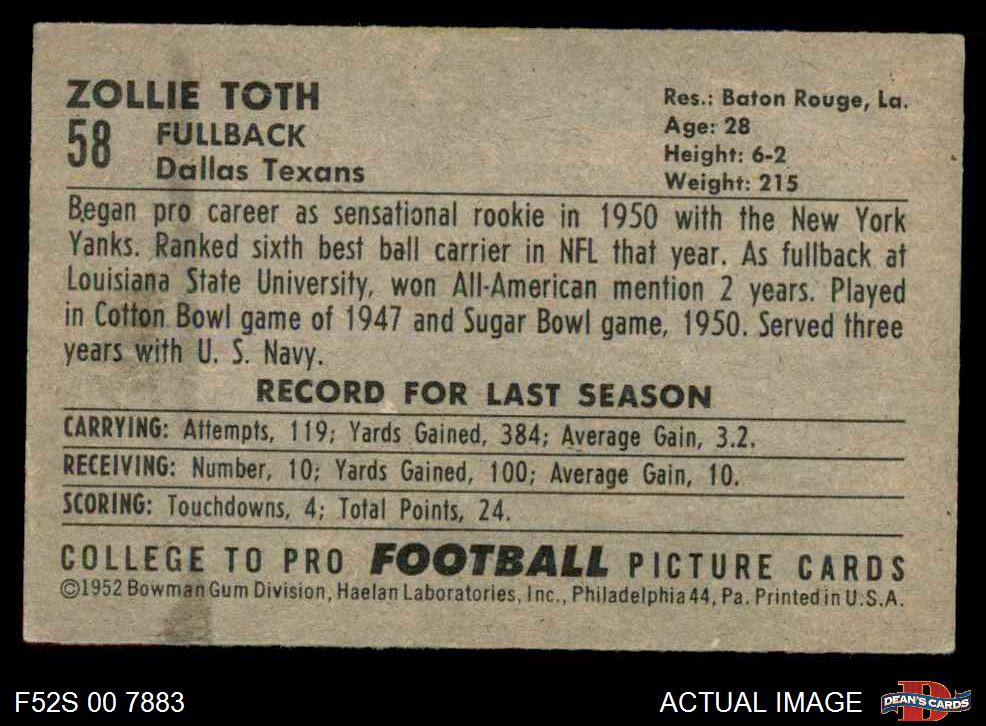 ZOLLIE TOTH
58 FULLBACK
Dallas Texans
Res.: Baton Rouge, La.
Age: 28
Height: 6-2
Weight: 215
Began pro career as sensational rookie in 1950 with the New York
Yanks. Ranked sixth best ball carrier in NFL that year. As fullback at
Louisiana State University, won All-American mention 2 years. Played
in Cotton Bowl game of 1947 and Sugar Bowl game, 1950. Served three
years with U. S. Navy.
RECORD FOR LAST SEASON
CARRYING: Attempts, 119; Yards Gained, 384; Average Gain, 3.2.
RECEIVING: Number, 10; Yards Gained, 100; Average Gain, 10.
SCORING: Touchdowns, 4; Total Points, 24.
COLLEGE TO PRO FOOTBALL PICTURE CARDS
©1952 Bowman Gum Division, Haelan Laboratories, Inc., Philadelphia 44, Pa. Printed in U.S.A.
F52S 00 7883
ACTUAL IMAGE
D
DEAN'S CARDS